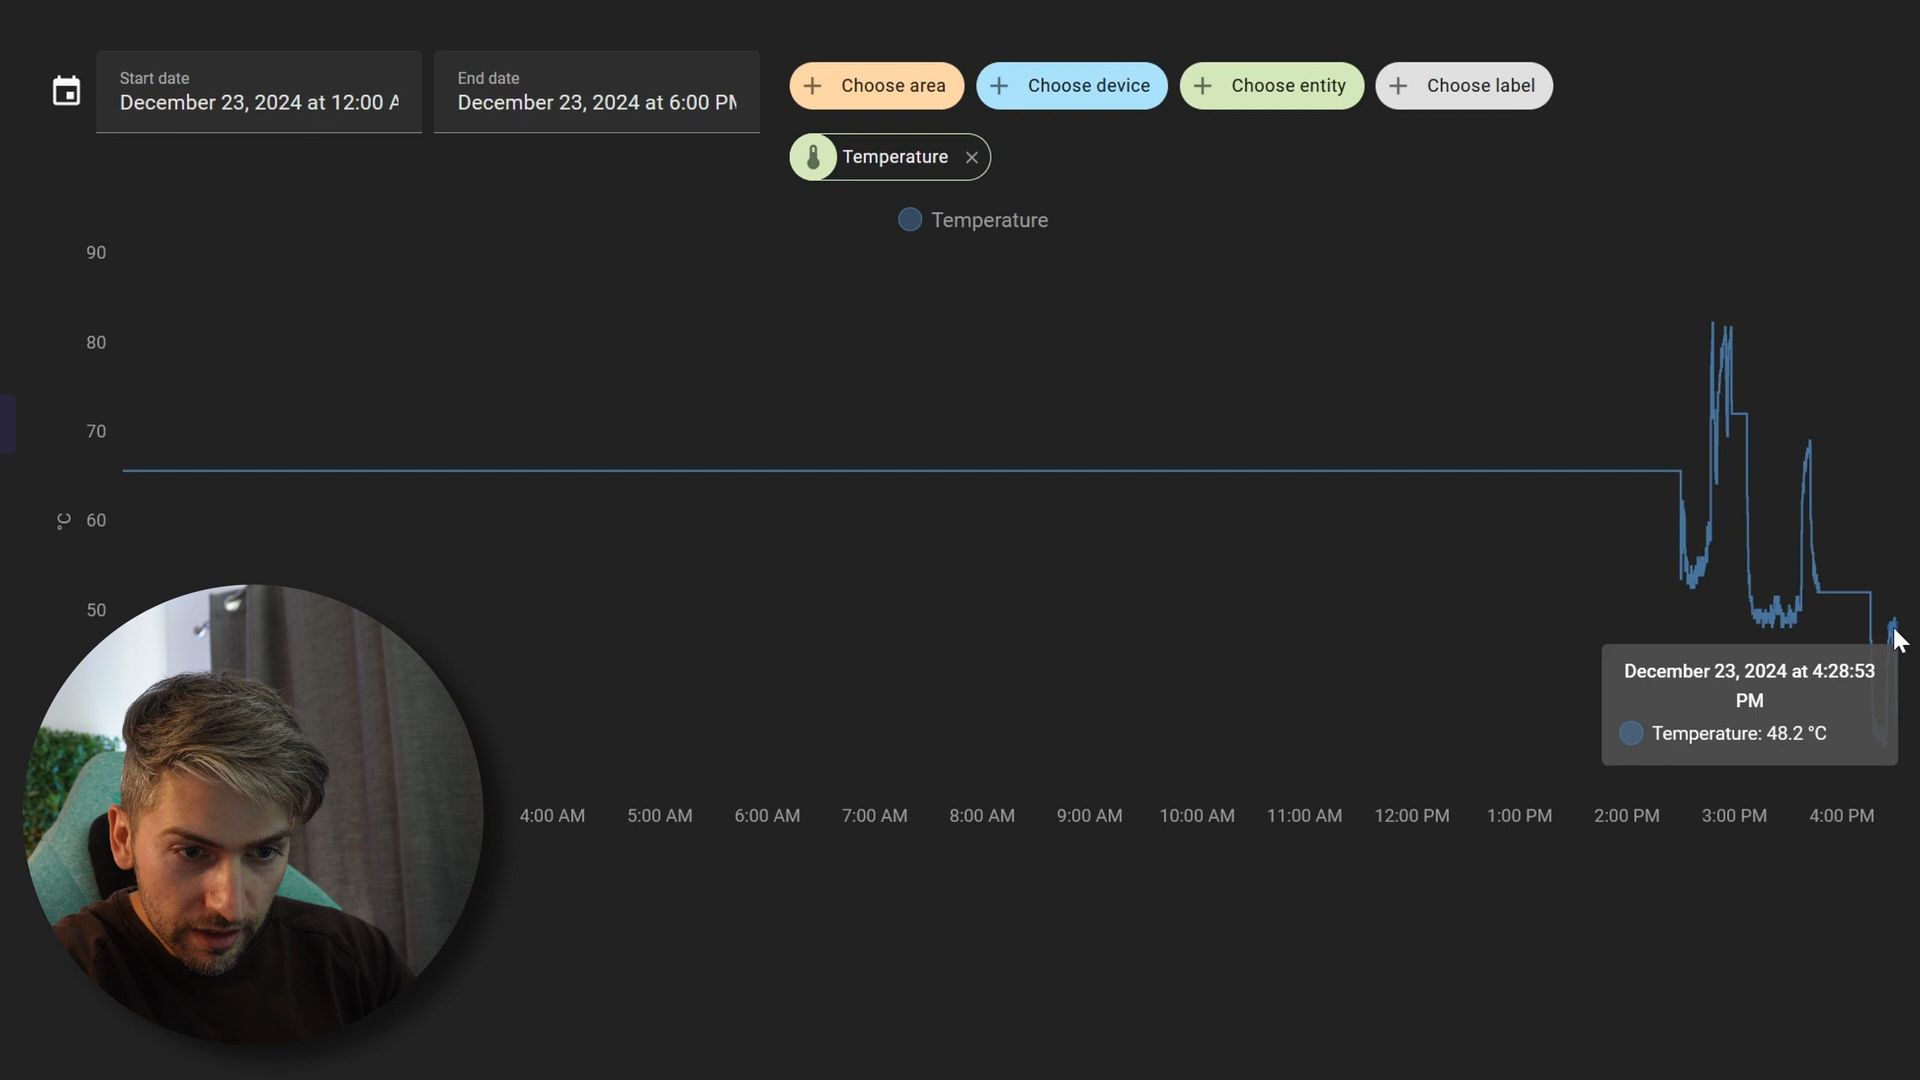 Start date
December 23, 2024 at 12:00 A
End date
December 23, 2024 at 6:00 PM
Choose area
Choose device
Choose entity
Choose label
Temperature
Temperature
90
80
70
60
50
°C
December 23, 2024 at 4:28:53
PM
Temperature: 48.2 °C
4:00 AM
5:00 AM
6:00 AM
7:00 AM
8:00 AM
9:00 AM
10:00 AM
11:00 AM
12:00 PM
1:00 PM
2:00 PM
3:00 PM
4:00 PM